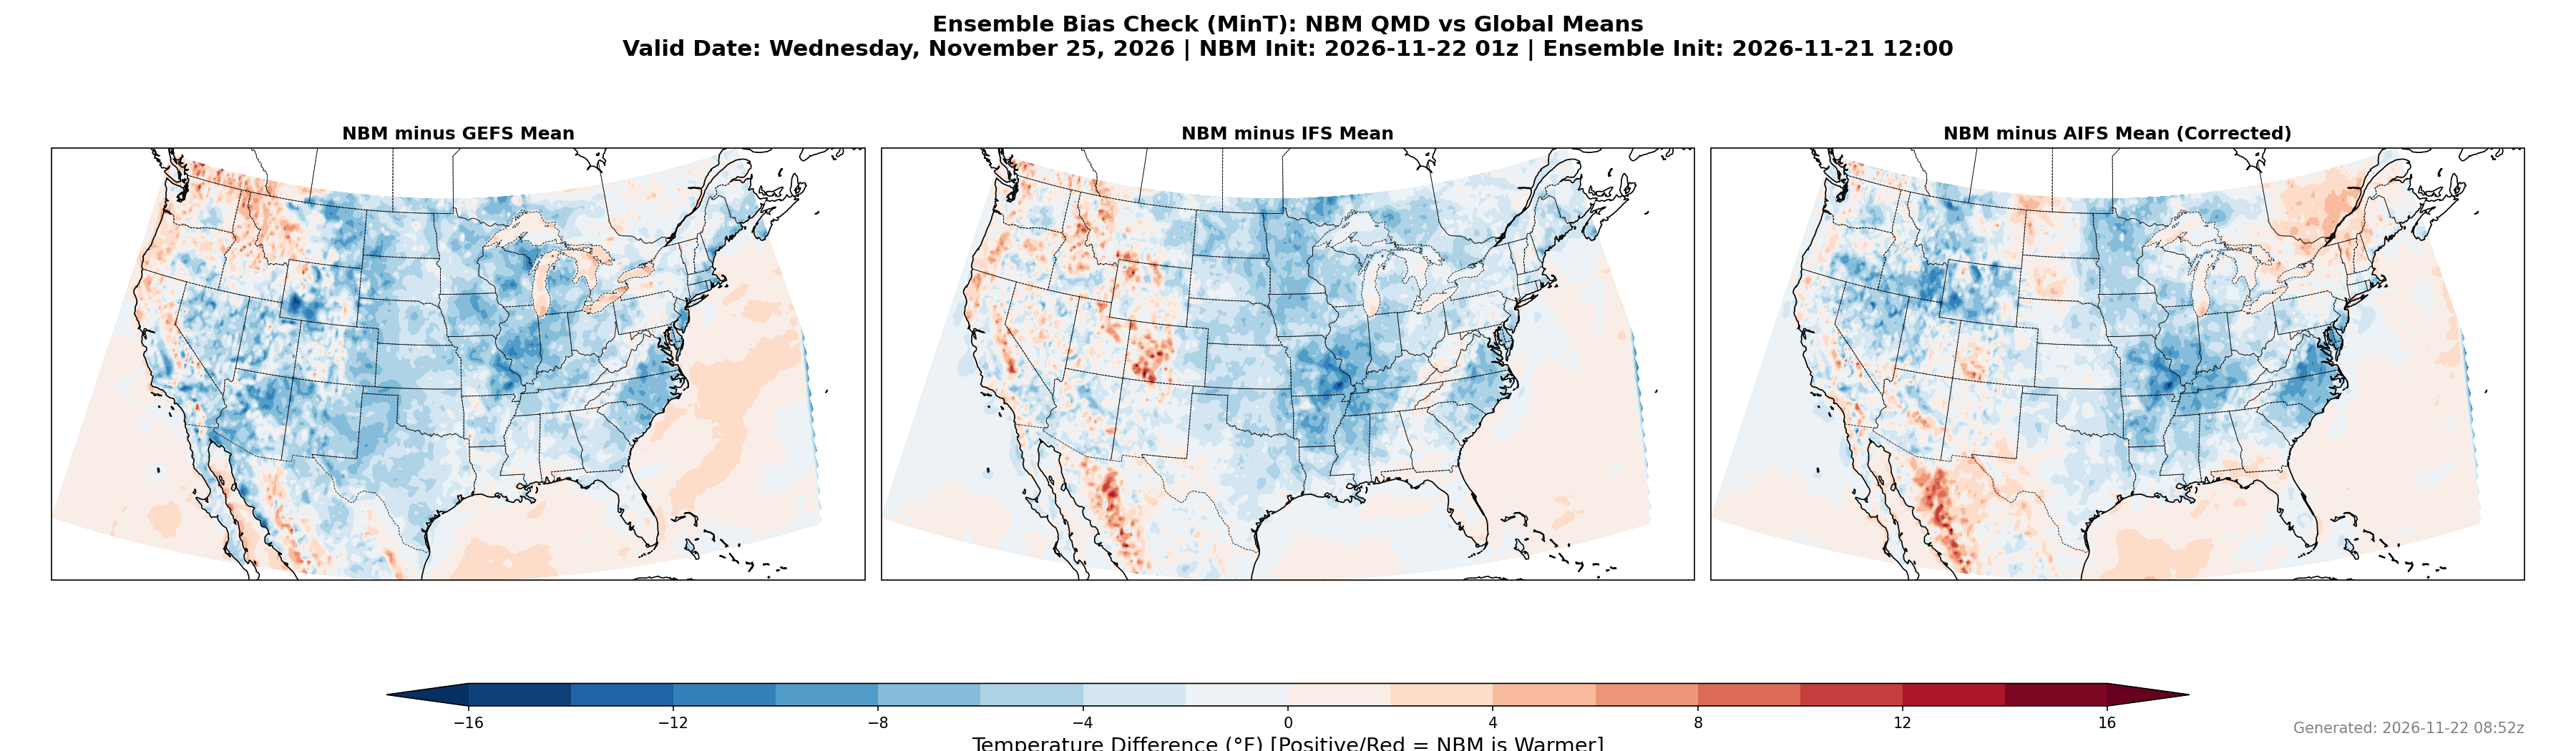 Ensemble Bias Check (MinT): NBM QMD vs Global Means
Valid Date: Wednesday, November 25, 2026 | NBM Init: 2026-11-22 01z | Ensemble Init: 2026-11-21 12:00
NBM minus GEFS Mean
NBM minus IFS Mean
NBM minus AIFS Mean (Corrected)
−16 −12 −8 −4 0 4 8 12 16
Generated: 2026-11-22 08:52z
Temperature Difference (°F) [Positive/Red = NBM is Warmer]